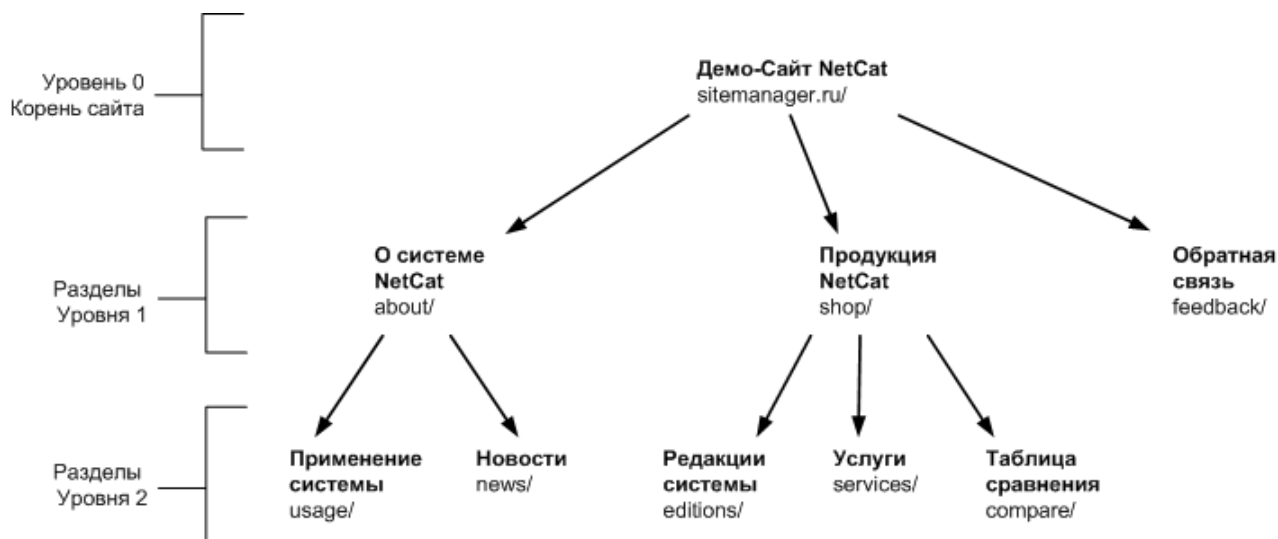 Уровень 0
Корень сайта
Демо-Сайт NetCat
sitemanager.ru/
Разделы
Уровня 1
О системе
NetCat
about/
Продукция
NetCat
shop/
Обратная
связь
feedback/
Разделы
Уровня 2
Применение
системы
usage/
Новости
news/
Редакции
системы
editions/
Услуги
services/
Таблица
сравнения
compare/